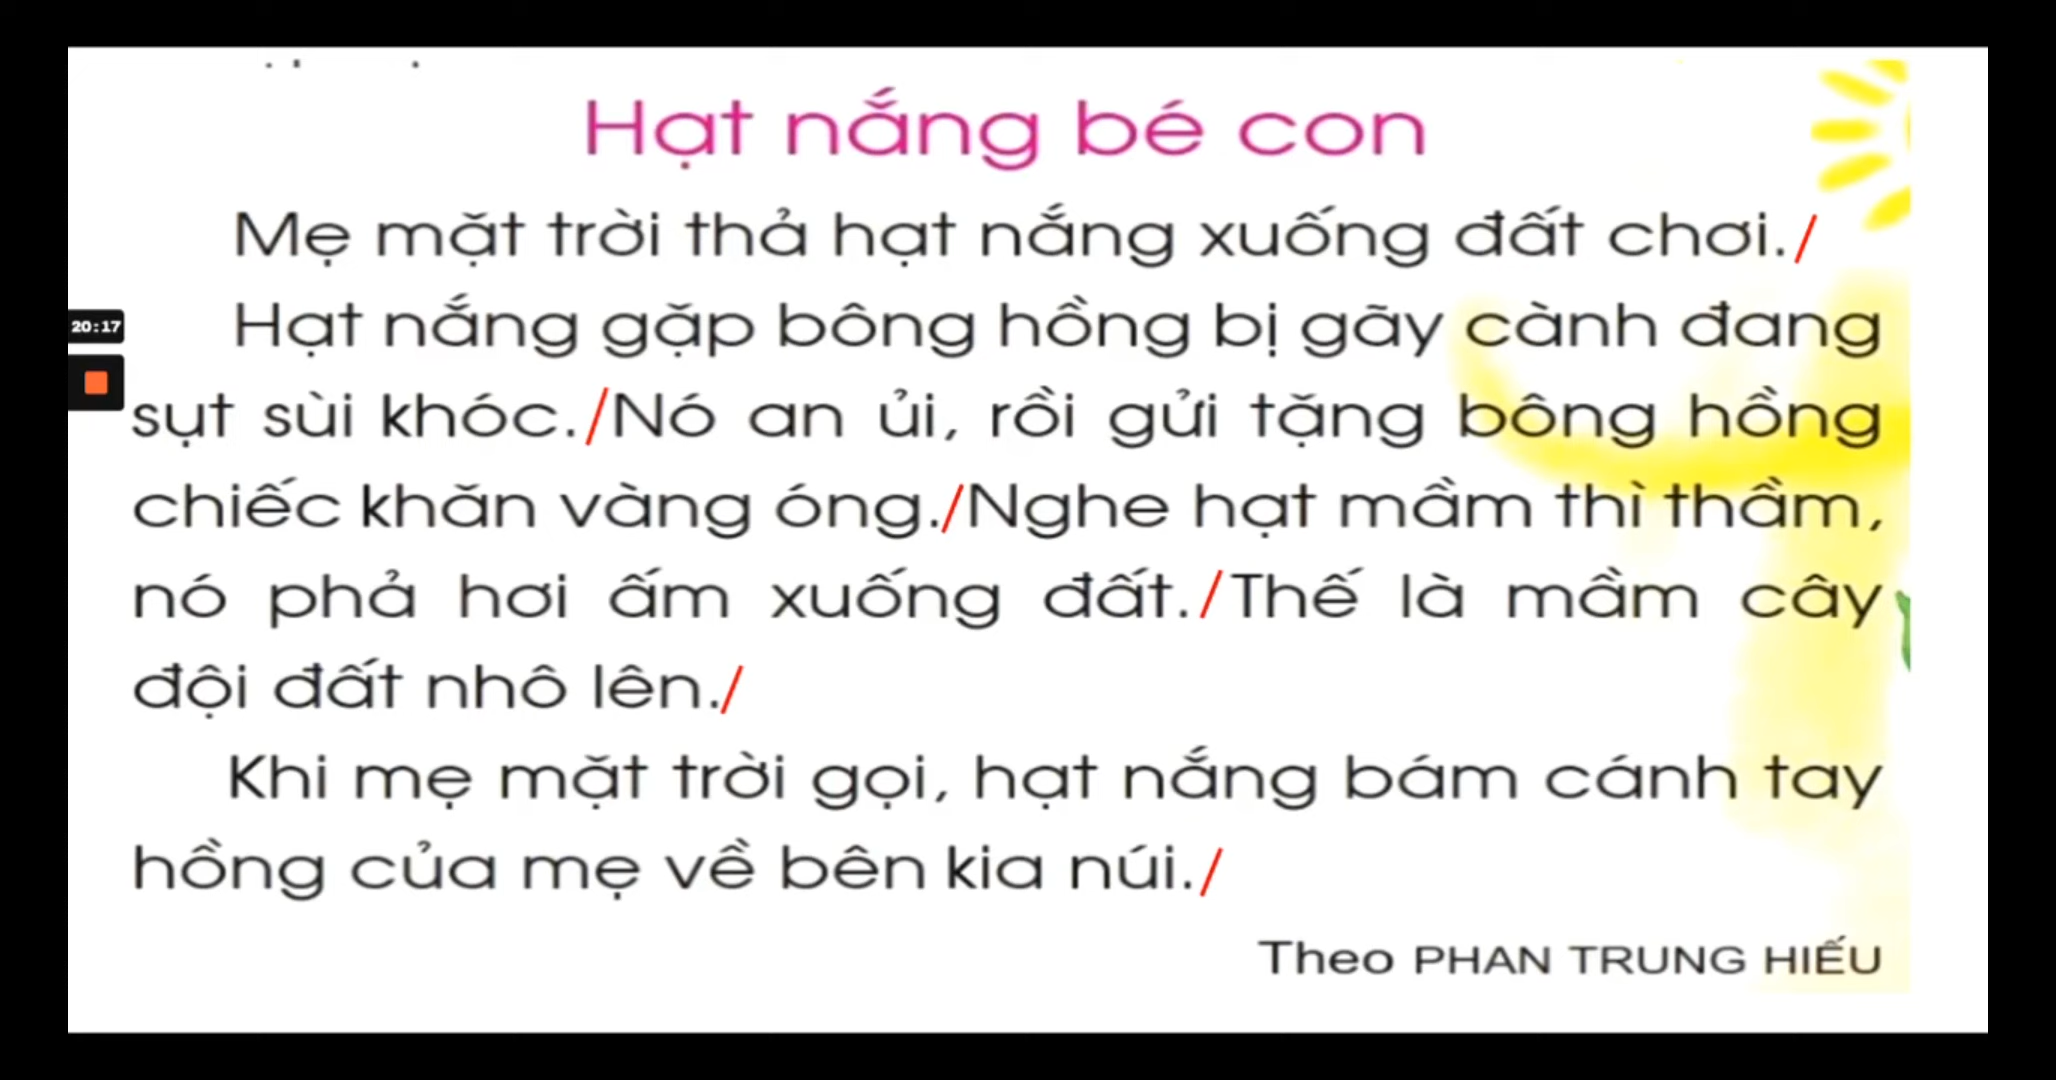 Hạt nắng bé con
Mẹ mặt trời thả hạt nắng xuống đất chơi./
Hạt nắng gặp bông hồng bị gãy cành đang
20:17
sụt sùi khóc./Nó an ủi, rồi gửi tặng bông hồng
chiếc khăn vàng óng./Nghe hạt mầm thì thầm,
nó phả hơi ấm xuống đất./Thế là mầm cây
đội đất nhô lên./
Khi mẹ mặt trời gọi, hạt nắng bám cánh tay
hồng của mẹ về bên kia núi./
Theo PHAN TRUNG HIẾU